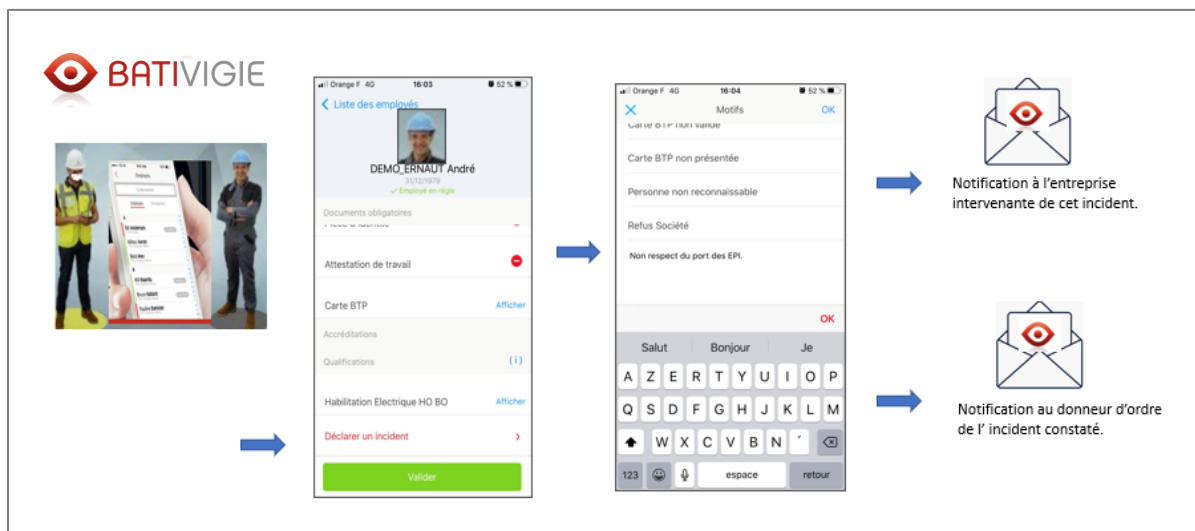 BATIVIGIE
Orange F 4G 16:03 52 %
Liste des employés
DEMO_ERNAUT André
31/12/1979
Employé en règle
Documents obligatoires
Pièce d'identité
Attestation de travail
Carte BTP Afficher
Accréditations
Qualifications (i)
Habilitation Electrique HO BO Afficher
Déclarer un incident
Valider
Orange F 4G 16:04 52 %
Motifs OK
Carte BTP non valide
Carte BTP non présentée
Personne non reconnaissable
Refus Société
Non respect du port des EPI.
OK
Salut Bonjour Je
A Z E R T Y U I O P
Q S D F G H J K L M
W X C V B N ´
123 espace retour
Notification à l'entreprise
intervenante de cet incident.
Notification au donneur d'ordre
de l' incident constaté.